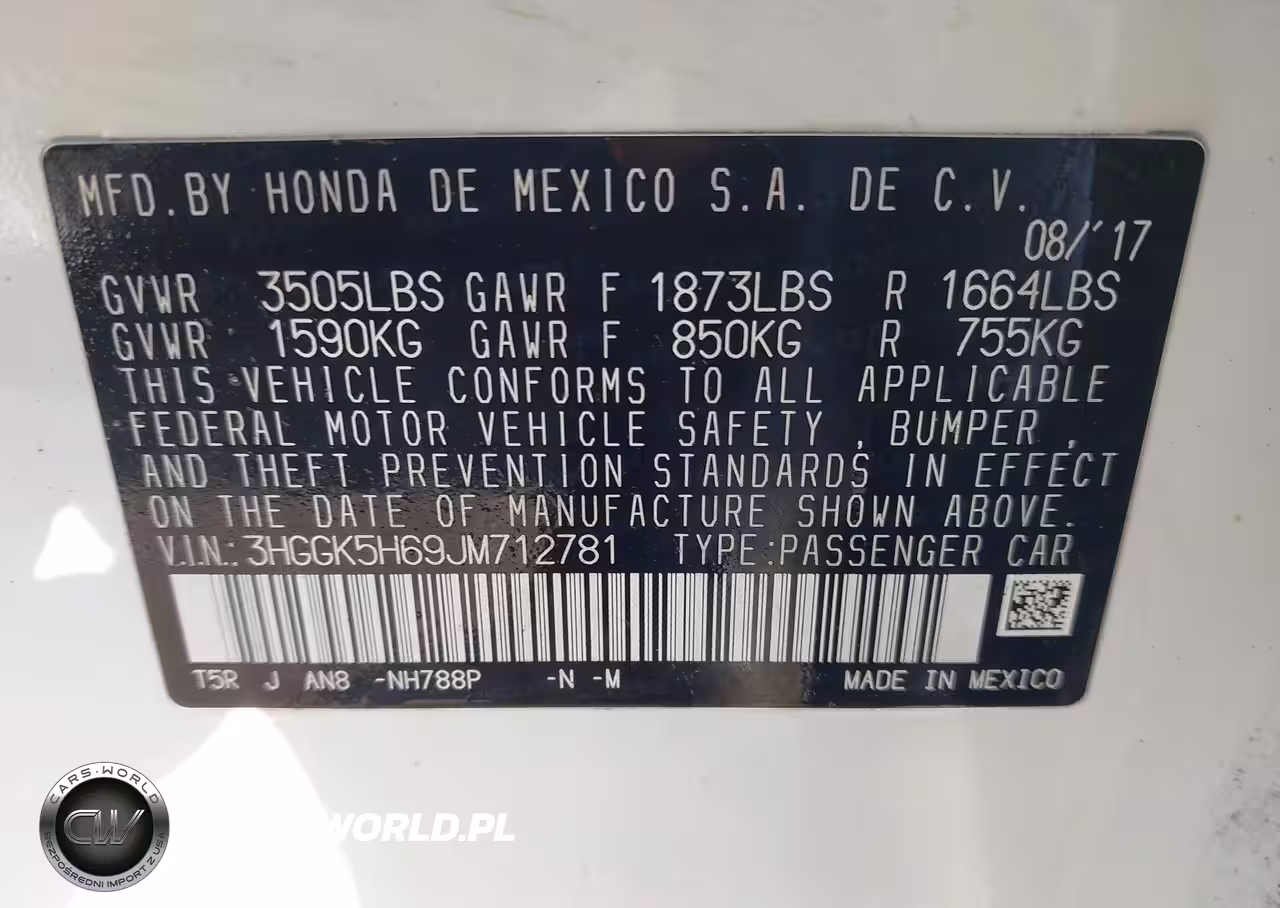 MFD.BY HONDA DE MEXICO S.A. DE C.V.
08/'17
GVWR 3505LBS GAWR F 1873LBS R 1664LBS
GVWR 1590KG GAWR F 850KG R 755KG
THIS VEHICLE CONFORMS TO ALL APPLICABLE
FEDERAL MOTOR VEHICLE SAFETY , BUMPER ,
AND THEFT PREVENTION STANDARDS IN EFFECT
ON THE DATE OF MANUFACTURE SHOWN ABOVE.
V.I.N.: 3HGGK5H69JM712781 TYPE:PASSENGER CAR
T5R J AN8 -NH788P -N -M MADE IN MEXICO
CARS-WORLD
CW
BEZPOŚREDNI IMPORT Z USA
WORLD.PL